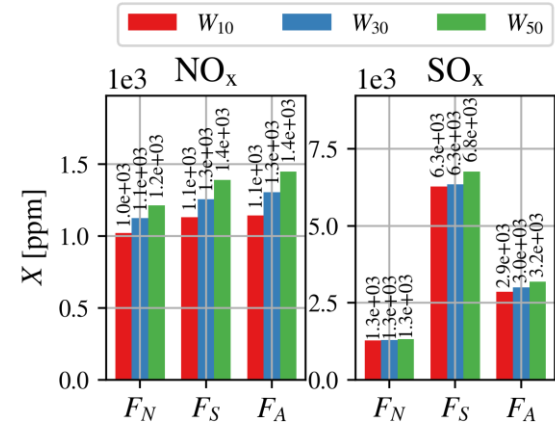 W10 W30 W50
1e3 NOx 1e3 SOx
X [ppm]
1.5
1.0
0.5
0.0
1.0e+03 1.1e+03 1.2e+03 1.1e+03 1.3e+03 1.4e+03 1.1e+03 1.3e+03 1.4e+03
FN FS FA
7.5
5.0
2.5
0.0
1.3e+03 1.3e+03 1.3e+03 6.3e+03 6.3e+03 6.8e+03 2.9e+03 3.0e+03 3.2e+03
FN FS FA